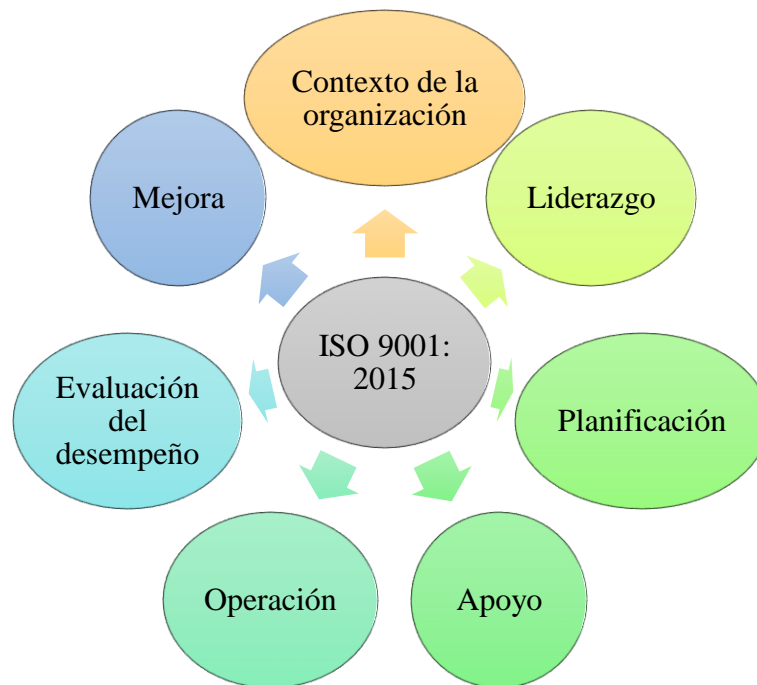 Contexto de la
organización
Liderazgo
Planificación
Apoyo
Operación
Evaluación
del
desempeño
Mejora
ISO 9001:
2015